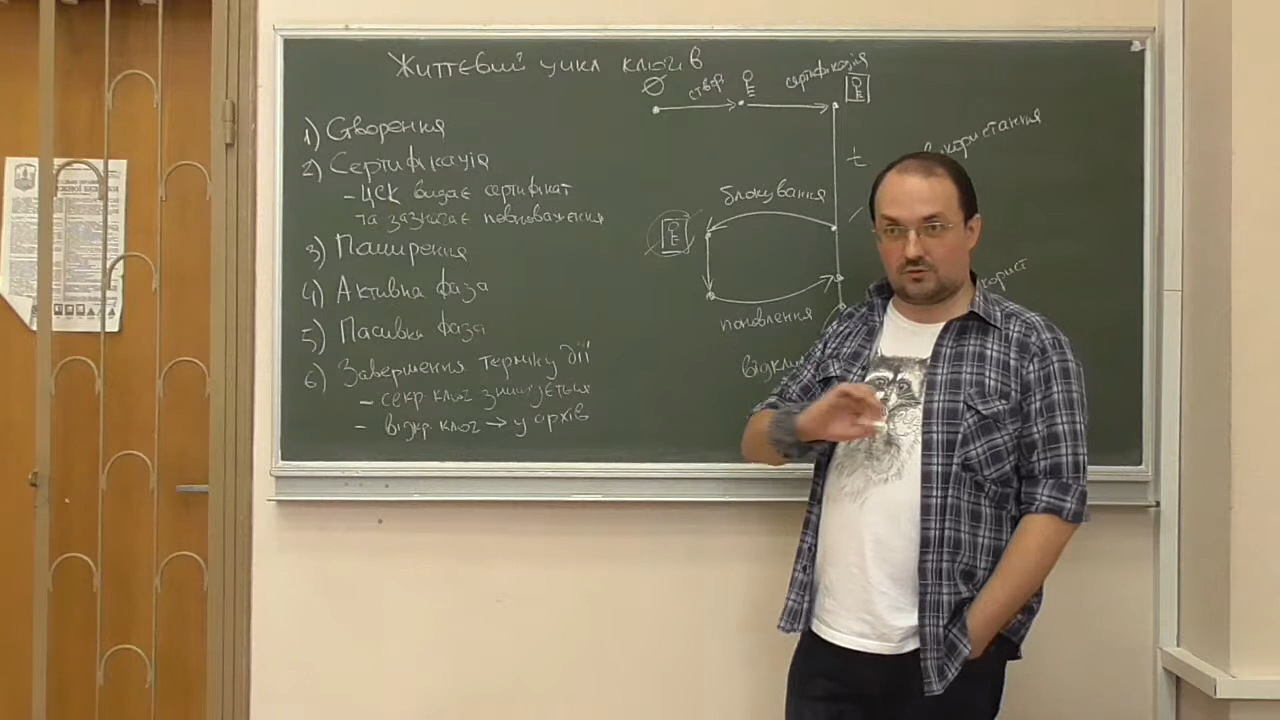 Життєвий цикл ключів
1) Створення
2) Сертифікація
- ЦСК видає сертифікат
та зазначає повноваження
3) Поширення
4) Активна фаза
5) Пасивна фаза
6) Завершення терміну дії
- секр. ключ знищується
- відкр. ключ → у архів
∅
створ.
сертифікація
t
використання
блокування
поновлення